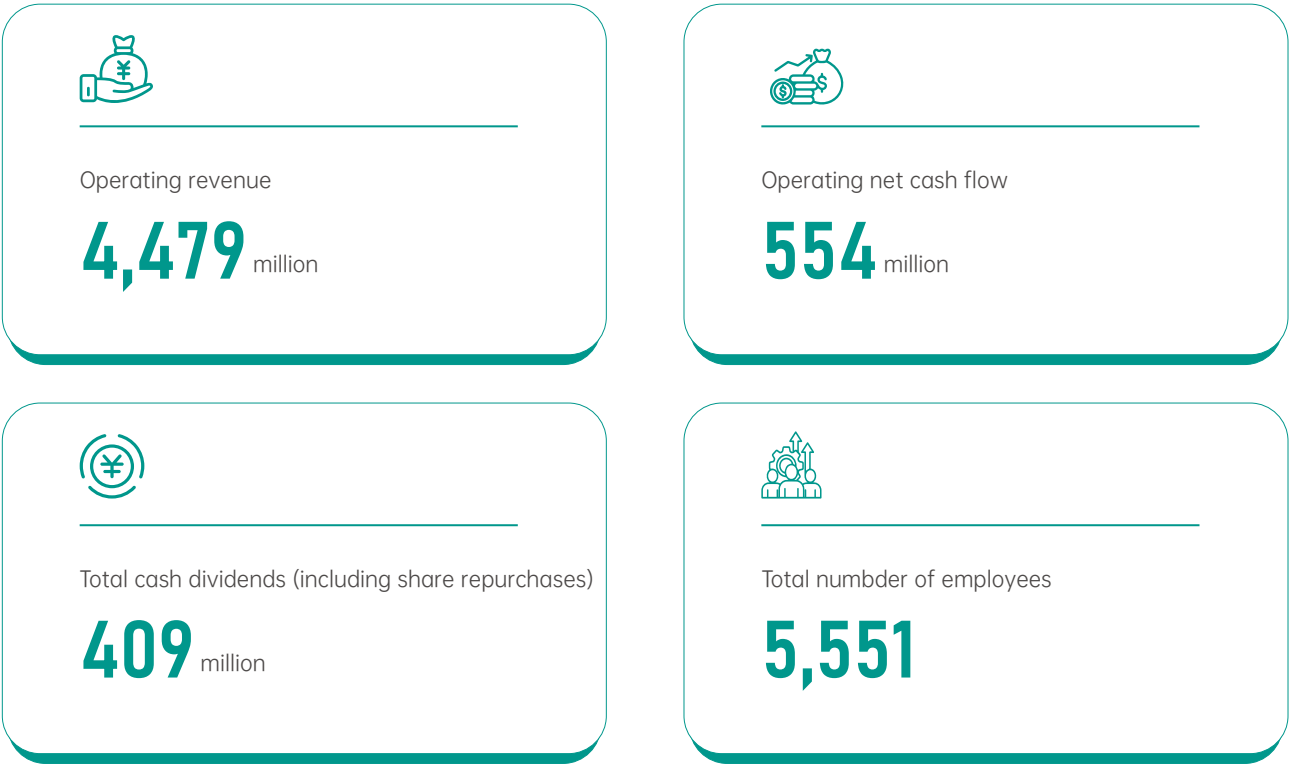 Operating revenue
4,479 million
Operating net cash flow
554 million
Total cash dividends (including share repurchases)
409 million
Total numbder of employees
5,551